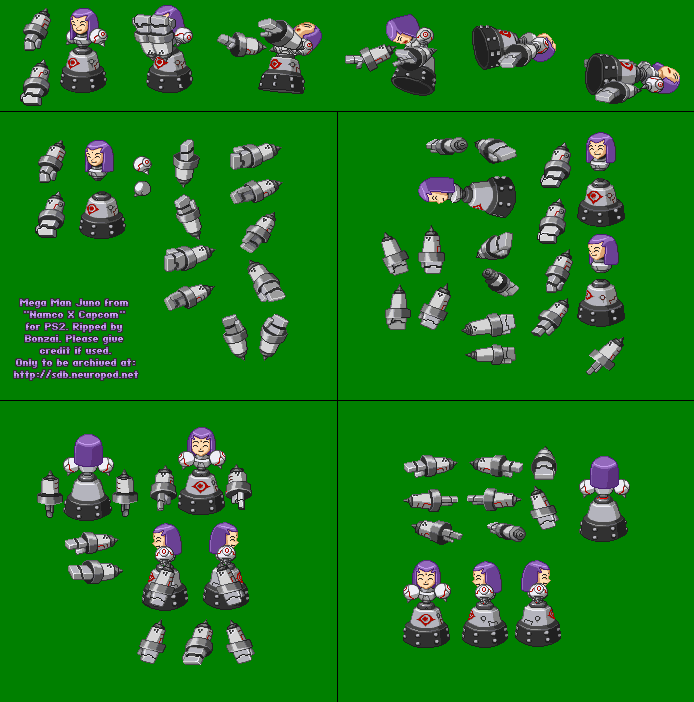 Mega Man Juno from
"Namco X Capcom"
for PS2. Ripped by
Bonzai. Please give
credit if used.
Only to be archived at:
http://sdb.neuropod.net